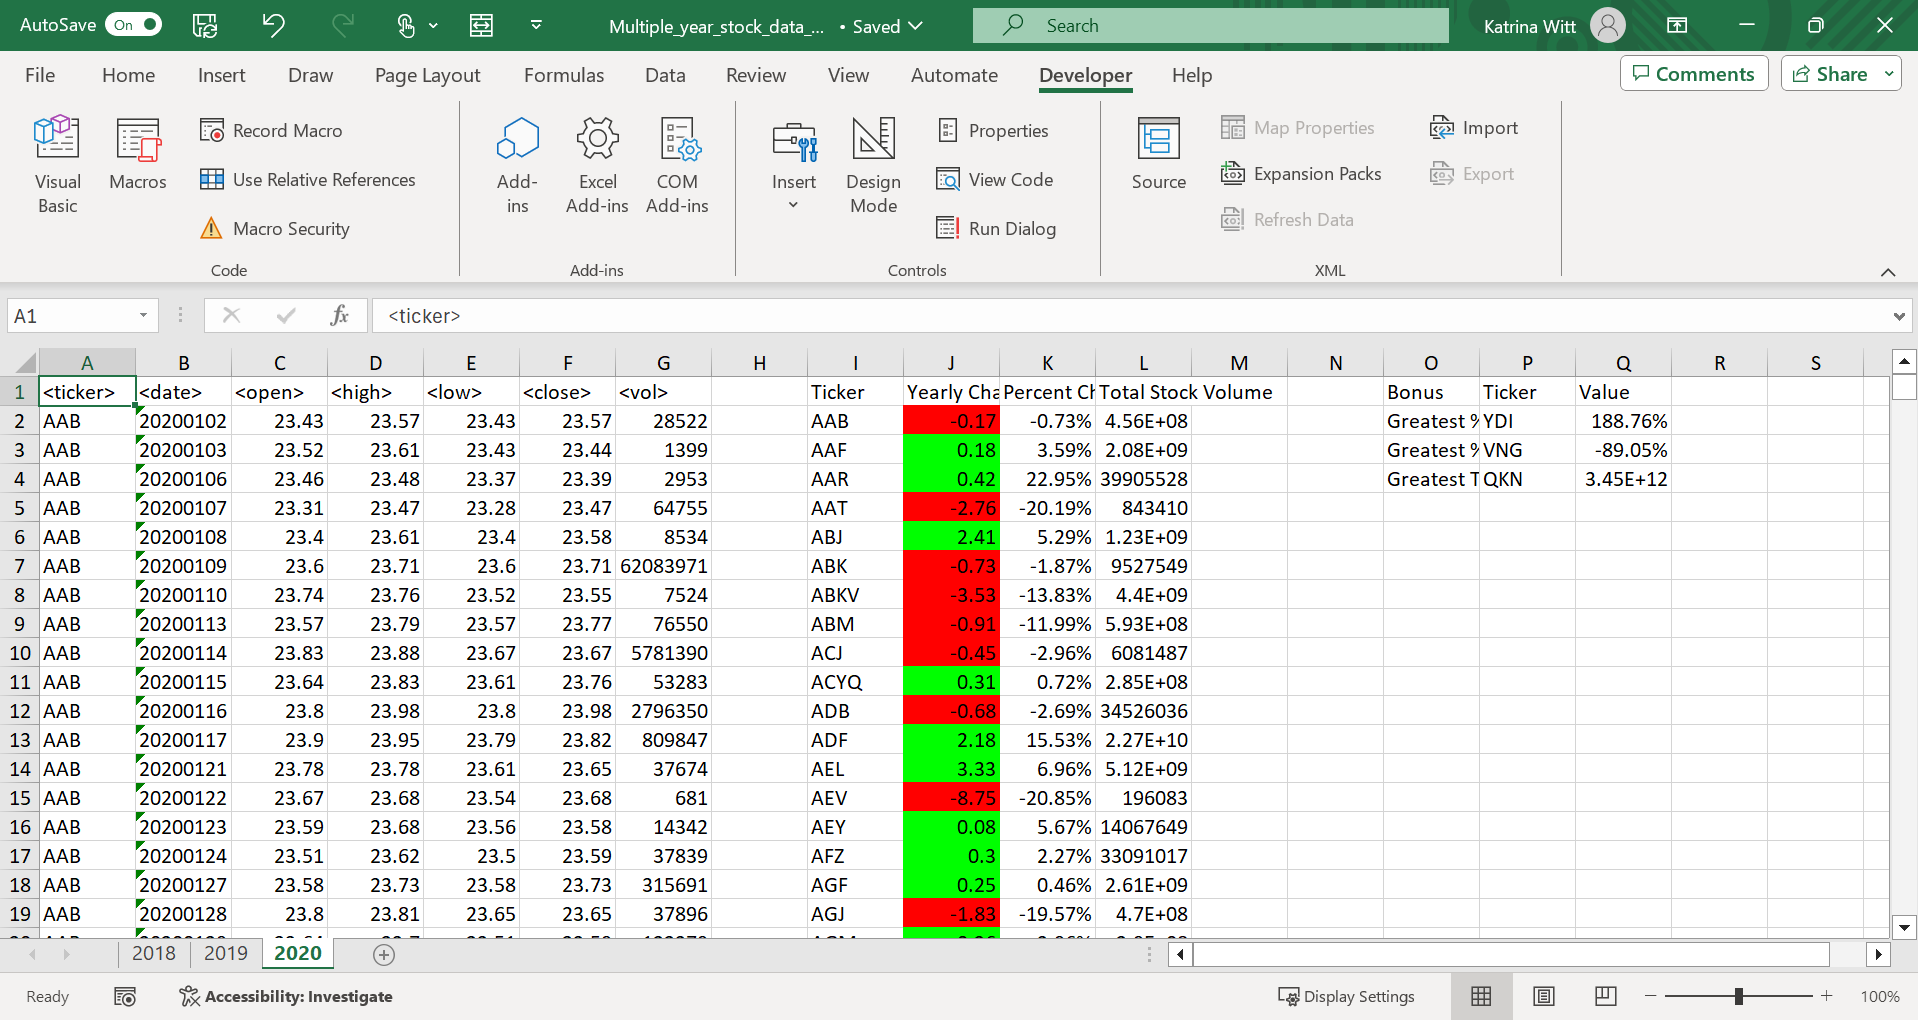 AutoSave On Multiple_year_stock_data_... • Saved Search Katrina Witt
File Home Insert Draw Page Layout Formulas Data Review View Automate Developer Help Comments Share
Visual Basic
Macros
Record Macro
Use Relative References
Macro Security
Code
Add-ins
Excel Add-ins
COM Add-ins
Add-ins
Insert
Design Mode
Properties
View Code
Run Dialog
Controls
Source
Map Properties
Expansion Packs
Refresh Data
Import
Export
XML
A1 fx <ticker>
A B C D E F G H I J K L M N O P Q R S
1 <ticker> <date> <open> <high> <low> <close> <vol> Ticker Yearly Cha Percent Ch Total Stock Volume Bonus Ticker Value
2 AAB 20200102 23.43 23.57 23.43 23.57 28522 AAB -0.17 -0.73% 4.56E+08 Greatest % YDI 188.76%
3 AAB 20200103 23.52 23.61 23.43 23.44 1399 AAF 0.18 3.59% 2.08E+09 Greatest % VNG -89.05%
4 AAB 20200106 23.46 23.48 23.37 23.39 2953 AAR 0.42 22.95% 39905528 Greatest T QKN 3.45E+12
5 AAB 20200107 23.31 23.47 23.28 23.47 64755 AAT -2.76 -20.19% 843410
6 AAB 20200108 23.4 23.61 23.4 23.58 8534 ABJ 2.41 5.29% 1.23E+09
7 AAB 20200109 23.6 23.71 23.6 23.71 62083971 ABK -0.73 -1.87% 9527549
8 AAB 20200110 23.74 23.76 23.52 23.55 7524 ABKV -3.53 -13.83% 4.4E+09
9 AAB 20200113 23.57 23.79 23.57 23.77 76550 ABM -0.91 -11.99% 5.93E+08
10 AAB 20200114 23.83 23.88 23.67 23.67 5781390 ACJ -0.45 -2.96% 6081487
11 AAB 20200115 23.64 23.83 23.61 23.76 53283 ACYQ 0.31 0.72% 2.85E+08
12 AAB 20200116 23.8 23.98 23.8 23.98 2796350 ADB -0.68 -2.69% 34526036
13 AAB 20200117 23.9 23.95 23.79 23.82 809847 ADF 2.18 15.53% 2.27E+10
14 AAB 20200121 23.78 23.78 23.61 23.65 37674 AEL 3.33 6.96% 5.12E+09
15 AAB 20200122 23.67 23.68 23.54 23.68 681 AEV -8.75 -20.85% 196083
16 AAB 20200123 23.59 23.68 23.56 23.58 14342 AEY 0.08 5.67% 14067649
17 AAB 20200124 23.51 23.62 23.5 23.59 37839 AFZ 0.3 2.27% 33091017
18 AAB 20200127 23.58 23.73 23.58 23.73 315691 AGF 0.25 0.46% 2.61E+09
19 AAB 20200128 23.8 23.81 23.65 23.65 37896 AGJ -1.83 -19.57% 4.7E+08
2018 2019 2020
Ready Accessibility: Investigate Display Settings 100%